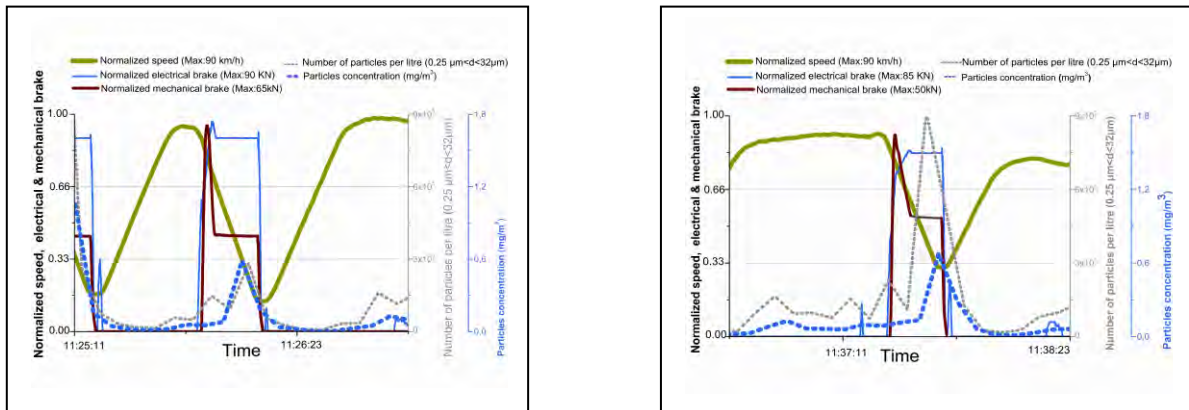 Normalized speed (Max:90 km/h)
Number of particles per litre (0.25 µm<d<32µm)
Normalized electrical brake (Max:90 KN)
Particles concentration (mg/m³)
Normalized mechanical brake (Max:65kN)
Normalized speed, electrical & mechanical brake
1.00
0.66
0.33
0.00
11:25:11
Time
11:26:23
0
Number of particles per litre (0.25 µm<d<32µm)
1,8
1,2
0,6
0,0
Particles concentration (mg/m³)
Normalized speed (Max:90 km/h)
Number of particles per litre (0.25 µm<d<32µm)
Normalized electrical brake (Max:85 KN)
Particles concentration (mg/m³)
Normalized mechanical brake (Max:50kN)
Normalized speed, electrical & mechanical brake
1.00
0.66
0.33
0.00
11:37:11
Time
11:38:23
0
Number of particles per litre (0.25 µm<d<32µm)
1,8
1,2
0,6
0,0
Particles concentration (mg/m³)